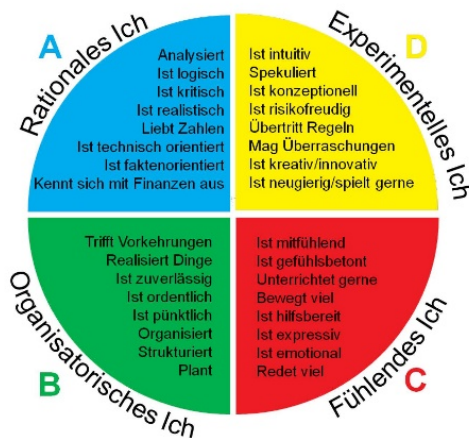 A
Rationales Ich
Analysiert
Ist logisch
Ist kritisch
Ist realistisch
Liebt Zahlen
Ist technisch orientiert
Ist faktenorientiert
Kennt sich mit Finanzen aus
D
Experimentelles Ich
Ist intuitiv
Spekuliert
Ist konzeptionell
Ist risikofreudig
Übertritt Regeln
Mag Überraschungen
Ist kreativ/innovativ
Ist neugierig/spielt gerne
B
Organisatorisches Ich
Trifft Vorkehrungen
Realisiert Dinge
Ist zuverlässig
Ist ordentlich
Ist pünktlich
Organisiert
Strukturiert
Plant
C
Fühlendes Ich
Ist mitfühlend
Ist gefühlsbetont
Unterrichtet gerne
Bewegt viel
Ist hilfsbereit
Ist expressiv
Ist emotional
Redet viel